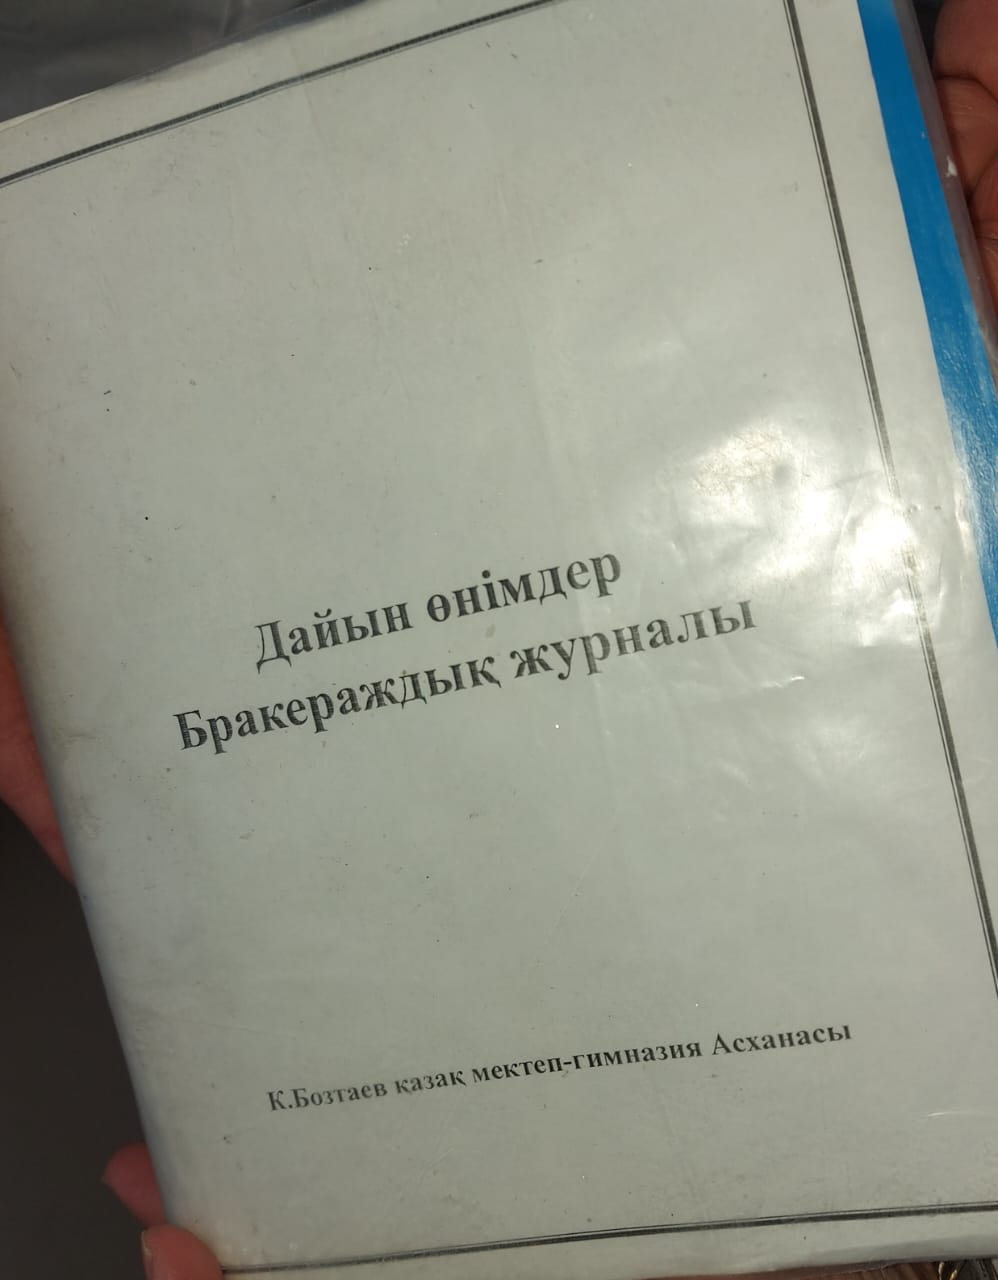 Дайын өнімдер
Бракераждық журналы
К.Бозтаев қазақ мектеп-гимназия Асханасы